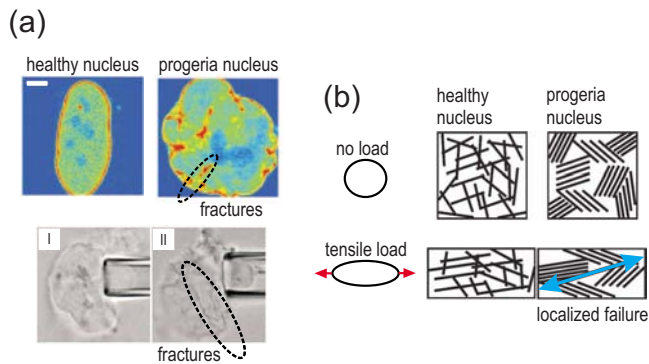 (a)
healthy nucleus
progeria nucleus
fractures
I
II
fractures
(b)
healthy
nucleus
progeria
nucleus
no load
tensile load
localized failure